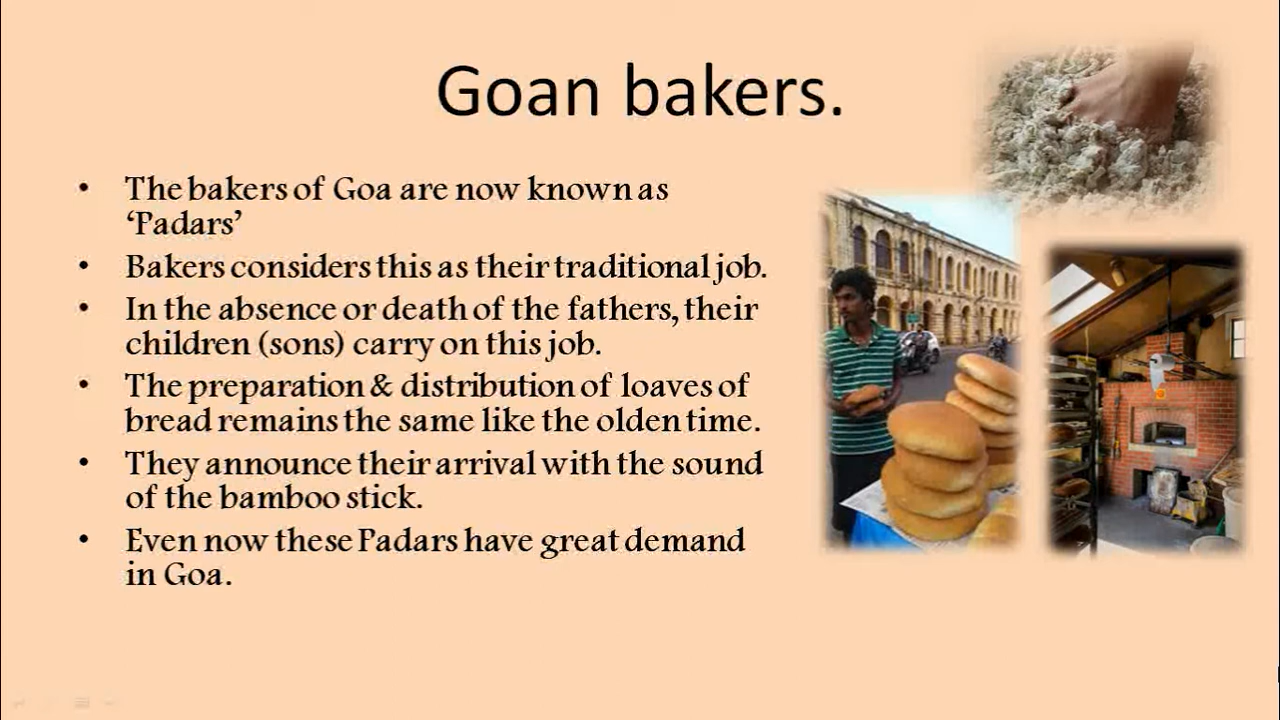 Goan bakers.
• The bakers of Goa are now known as
‘Padars’
• Bakers considers this as their traditional job.
• In the absence or death of the fathers, their
children (sons) carry on this job.
• The preparation & distribution of loaves of
bread remains the same like the olden time.
• They announce their arrival with the sound
of the bamboo stick.
• Even now these Padars have great demand
in Goa.